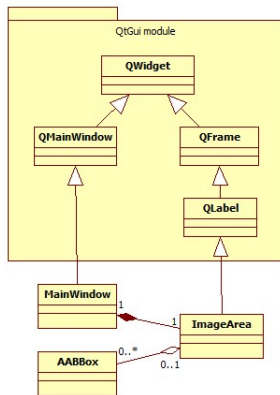 QtGui module
QWidget
QMainWindow
QFrame
QLabel
MainWindow
1
1
ImageArea
AABBox
0..*
0..1